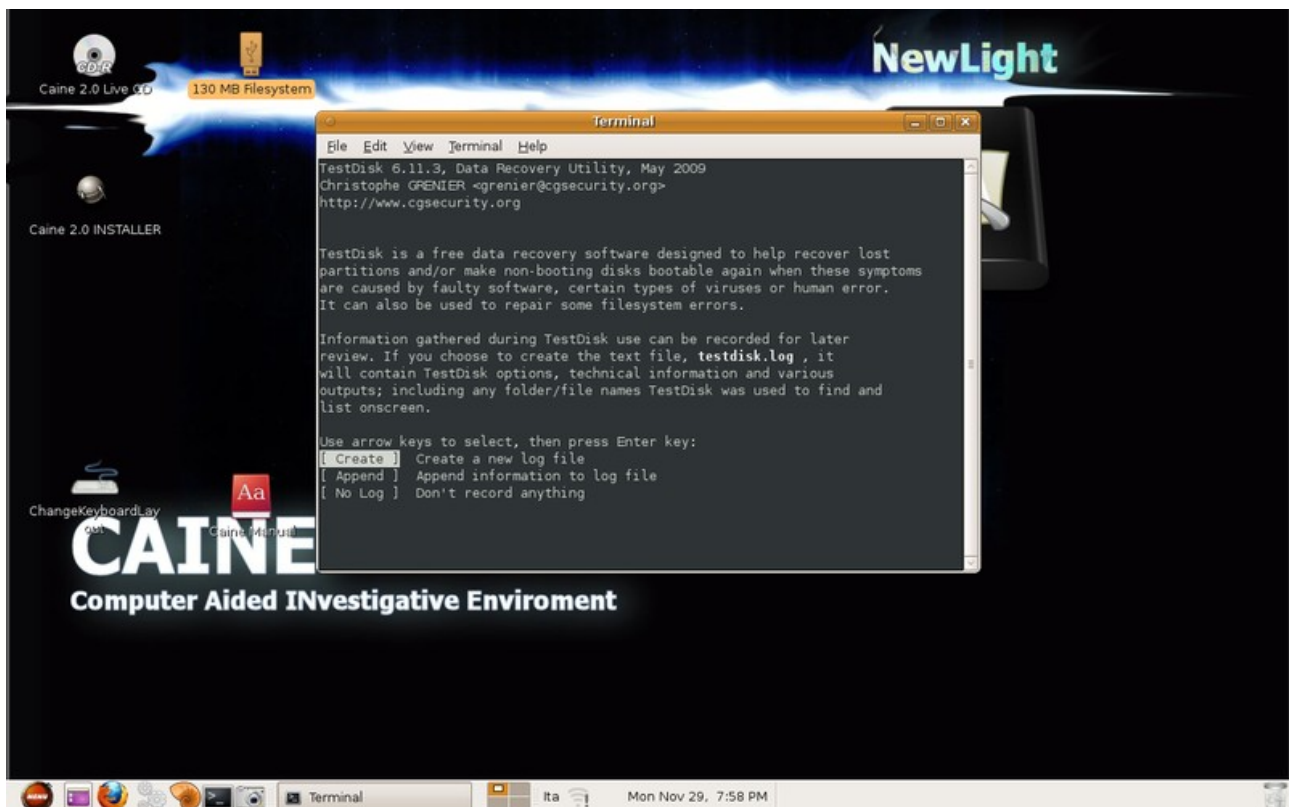 NewLight
CD-R
Caine 2.0 Live CD
130 MB Filesystem
Terminal
File Edit View Terminal Help
TestDisk 6.11.3, Data Recovery Utility, May 2009
Christophe GRENIER <grenier@cgsecurity.org>
http://www.cgsecurity.org
TestDisk is a free data recovery software designed to help recover lost
partitions and/or make non-booting disks bootable again when these symptoms
are caused by faulty software, certain types of viruses or human error.
It can also be used to repair some filesystem errors.
Information gathered during TestDisk use can be recorded for later
review. If you choose to create the text file, testdisk.log , it
will contain TestDisk options, technical information and various
outputs; including any folder/file names TestDisk was used to find and
list onscreen.
Use arrow keys to select, then press Enter key:
[ Create ] Create a new log file
[ Append ] Append information to log file
[ No Log ] Don't record anything
Caine 2.0 INSTALLER
Aa
ChangeKeyboardLay
out
Caine Manual
CAINE
Computer Aided INvestigative Enviroment
MENU
Terminal
Ita
Mon Nov 29, 7:58 PM